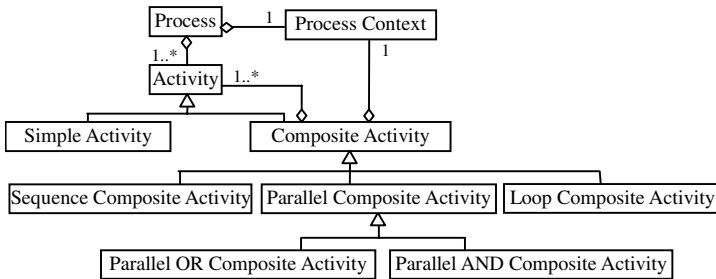 Process
1
Process Context
1..*
1..*
1
Activity
Simple Activity
Composite Activity
Sequence Composite Activity
Parallel Composite Activity
Loop Composite Activity
Parallel OR Composite Activity
Parallel AND Composite Activity